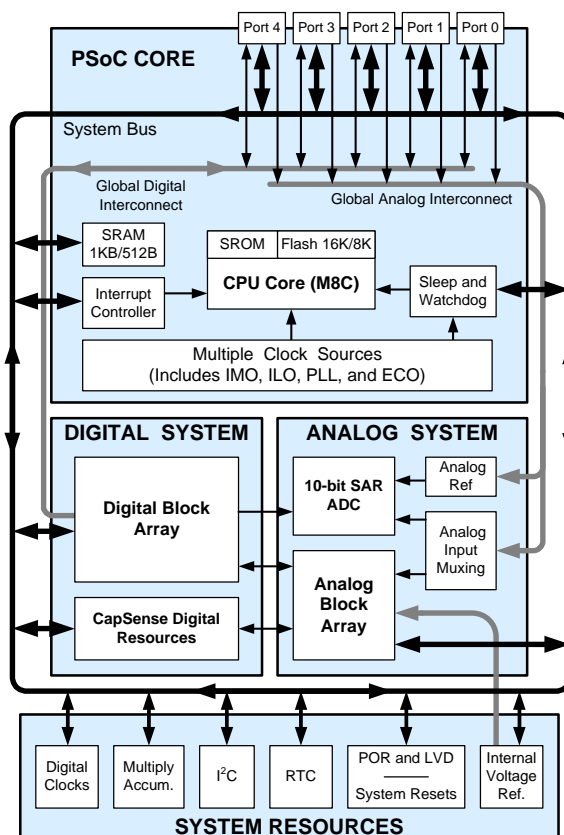 Port 4 Port 3 Port 2 Port 1 Port 0
PSoC CORE
System Bus
Global Digital
Interconnect
Global Analog Interconnect
SRAM
1KB/512B
SROM
Flash 16K/8K
CPU Core (M8C)
Interrupt
Controller
Sleep and
Watchdog
Multiple Clock Sources
(Includes IMO, ILO, PLL, and ECO)
DIGITAL SYSTEM
Digital Block
Array
CapSense Digital
Resources
ANALOG SYSTEM
10-bit SAR
ADC
Analog
Ref
Analog
Input
Muxing
Analog
Block
Array
Digital
Clocks
Multiply
Accum.
I²C
RTC
POR and LVD
System Resets
Internal
Voltage
Ref.
SYSTEM RESOURCES